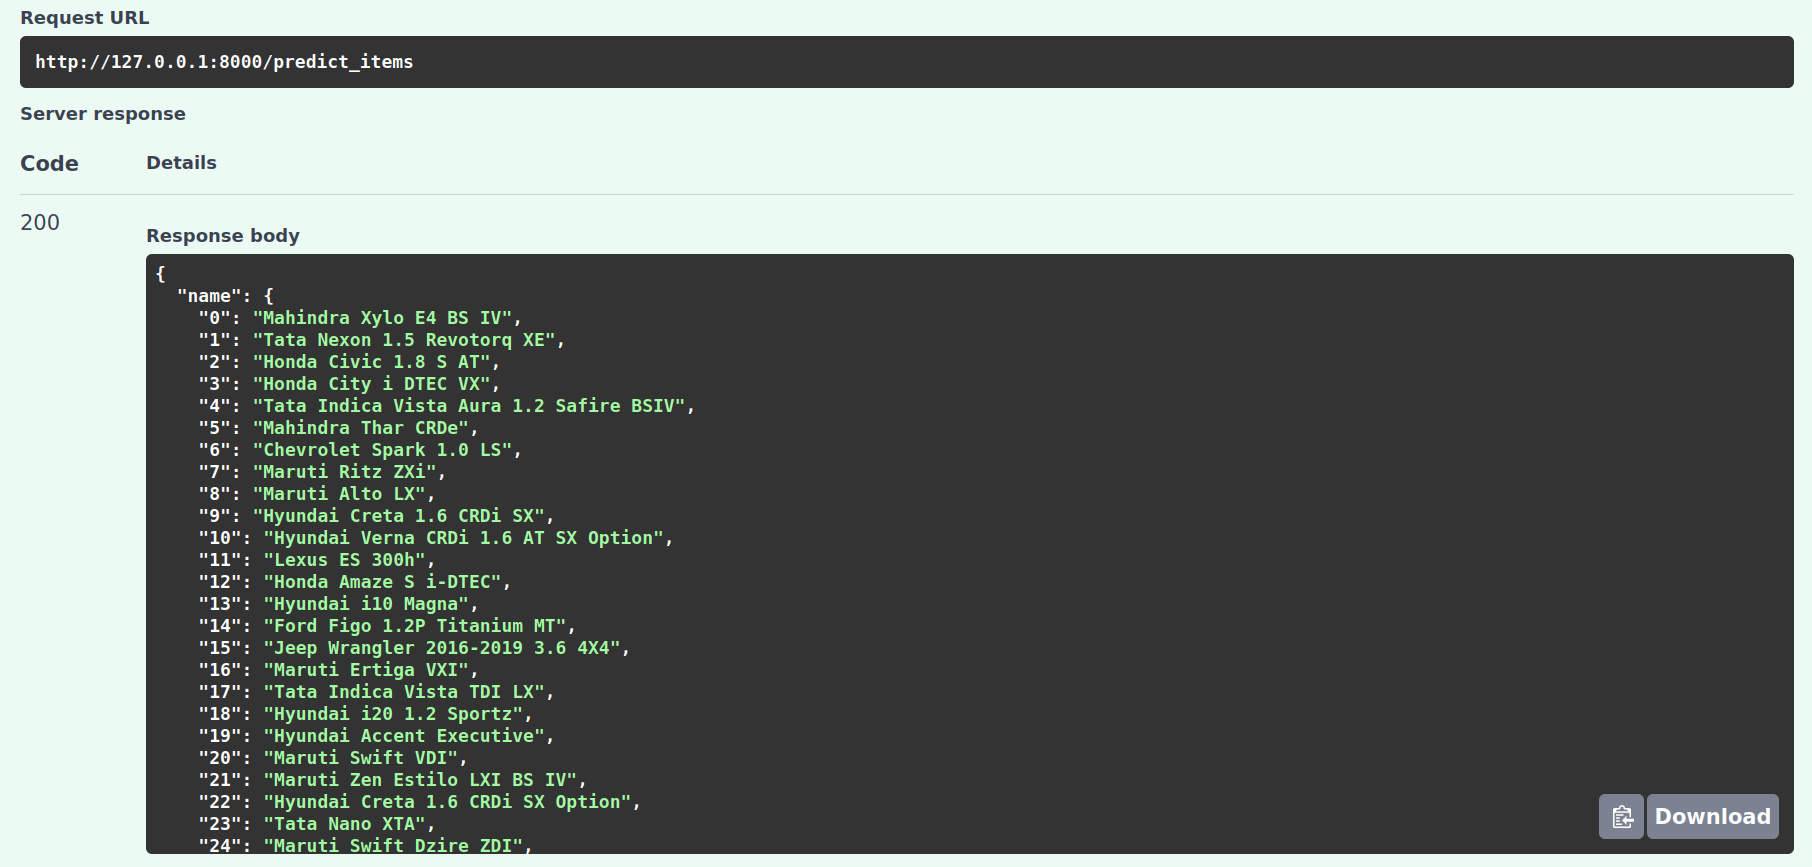 Request URL
http://127.0.0.1:8000/predict_items
Server response
Code Details
200
Response body
{
  "name": {
    "0": "Mahindra Xylo E4 BS IV",
    "1": "Tata Nexon 1.5 Revotorq XE",
    "2": "Honda Civic 1.8 S AT",
    "3": "Honda City i DTEC VX",
    "4": "Tata Indica Vista Aura 1.2 Safire BSIV",
    "5": "Mahindra Thar CRDe",
    "6": "Chevrolet Spark 1.0 LS",
    "7": "Maruti Ritz ZXi",
    "8": "Maruti Alto LX",
    "9": "Hyundai Creta 1.6 CRDi SX",
    "10": "Hyundai Verna CRDi 1.6 AT SX Option",
    "11": "Lexus ES 300h",
    "12": "Honda Amaze S i-DTEC",
    "13": "Hyundai i10 Magna",
    "14": "Ford Figo 1.2P Titanium MT",
    "15": "Jeep Wrangler 2016-2019 3.6 4X4",
    "16": "Maruti Ertiga VXI",
    "17": "Tata Indica Vista TDI LX",
    "18": "Hyundai i20 1.2 Sportz",
    "19": "Hyundai Accent Executive",
    "20": "Maruti Swift VDI",
    "21": "Maruti Zen Estilo LXI BS IV",
    "22": "Hyundai Creta 1.6 CRDi SX Option",
    "23": "Tata Nano XTA",
    "24": "Maruti Swift Dzire ZDI",
Download